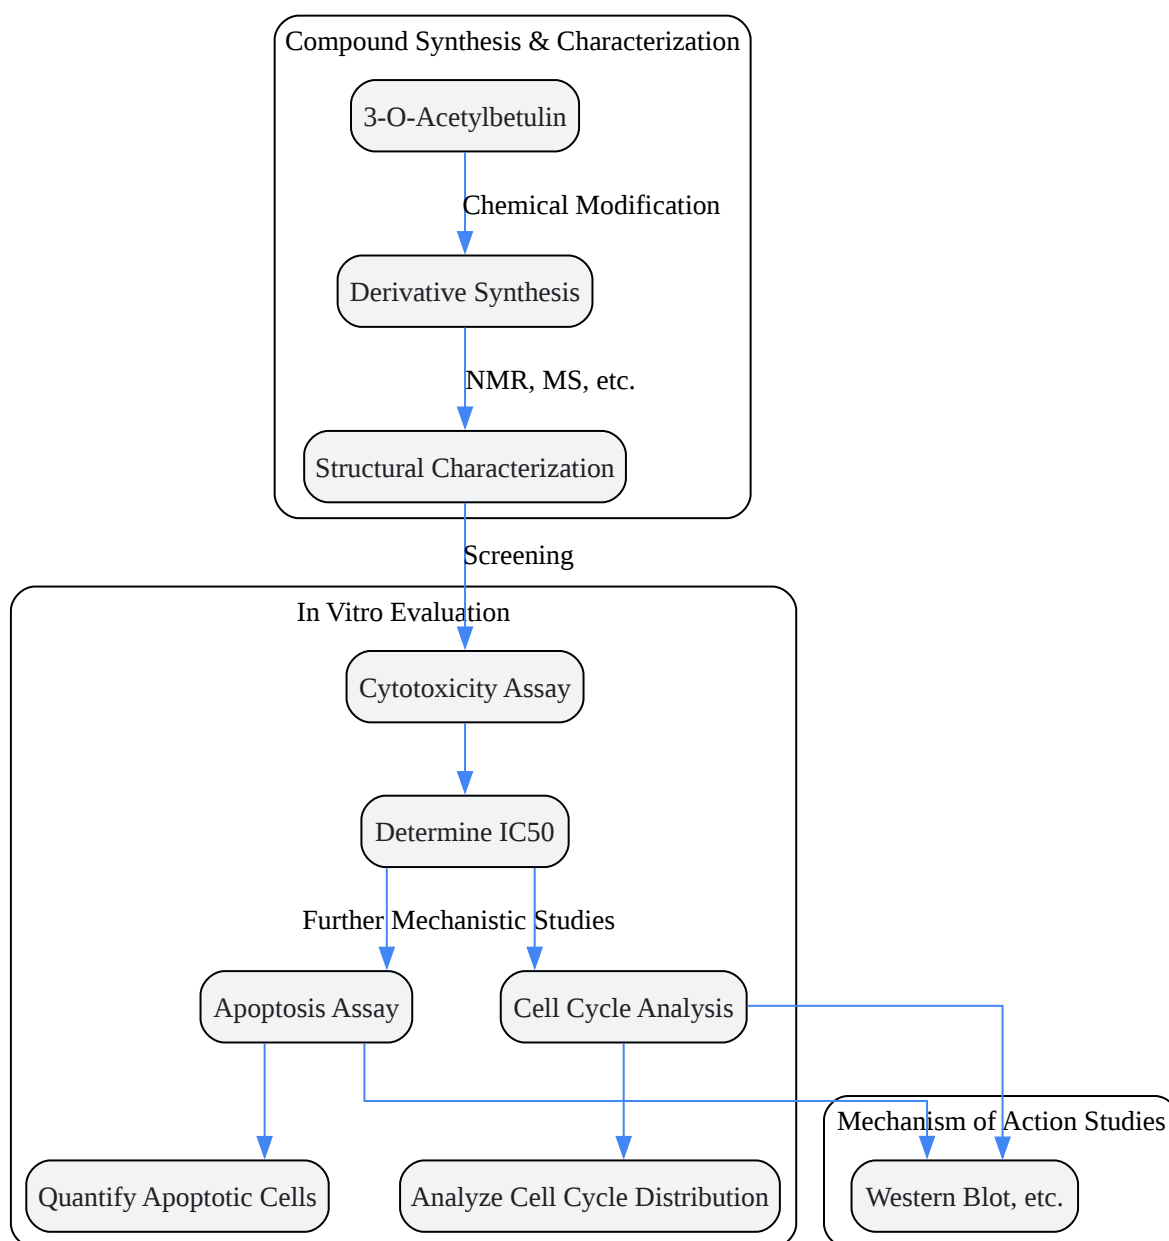 Compound Synthesis & Characterization
3-O-Acetylbetulin
Chemical Modification
Derivative Synthesis
NMR, MS, etc.
Structural Characterization
Screening
In Vitro Evaluation
Cytotoxicity Assay
Determine IC50
Further Mechanistic Studies
Apoptosis Assay
Cell Cycle Analysis
Mechanism of Action Studies
Quantify Apoptotic Cells
Analyze Cell Cycle Distribution
Western Blot, etc.